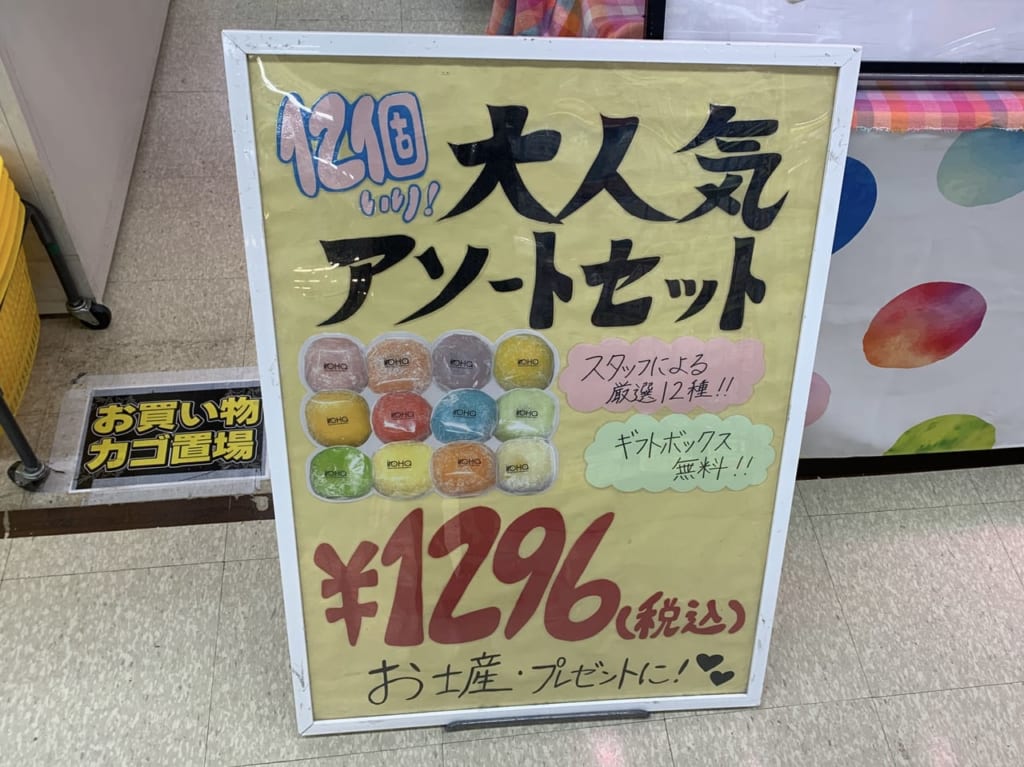 12個
いり!
大人気
アソートセット
スタッフによる
厳選12種!!
ギフトボックス
無料!!
¥1296(税込)
お土産・プレゼントに!
お買い物
カゴ置場